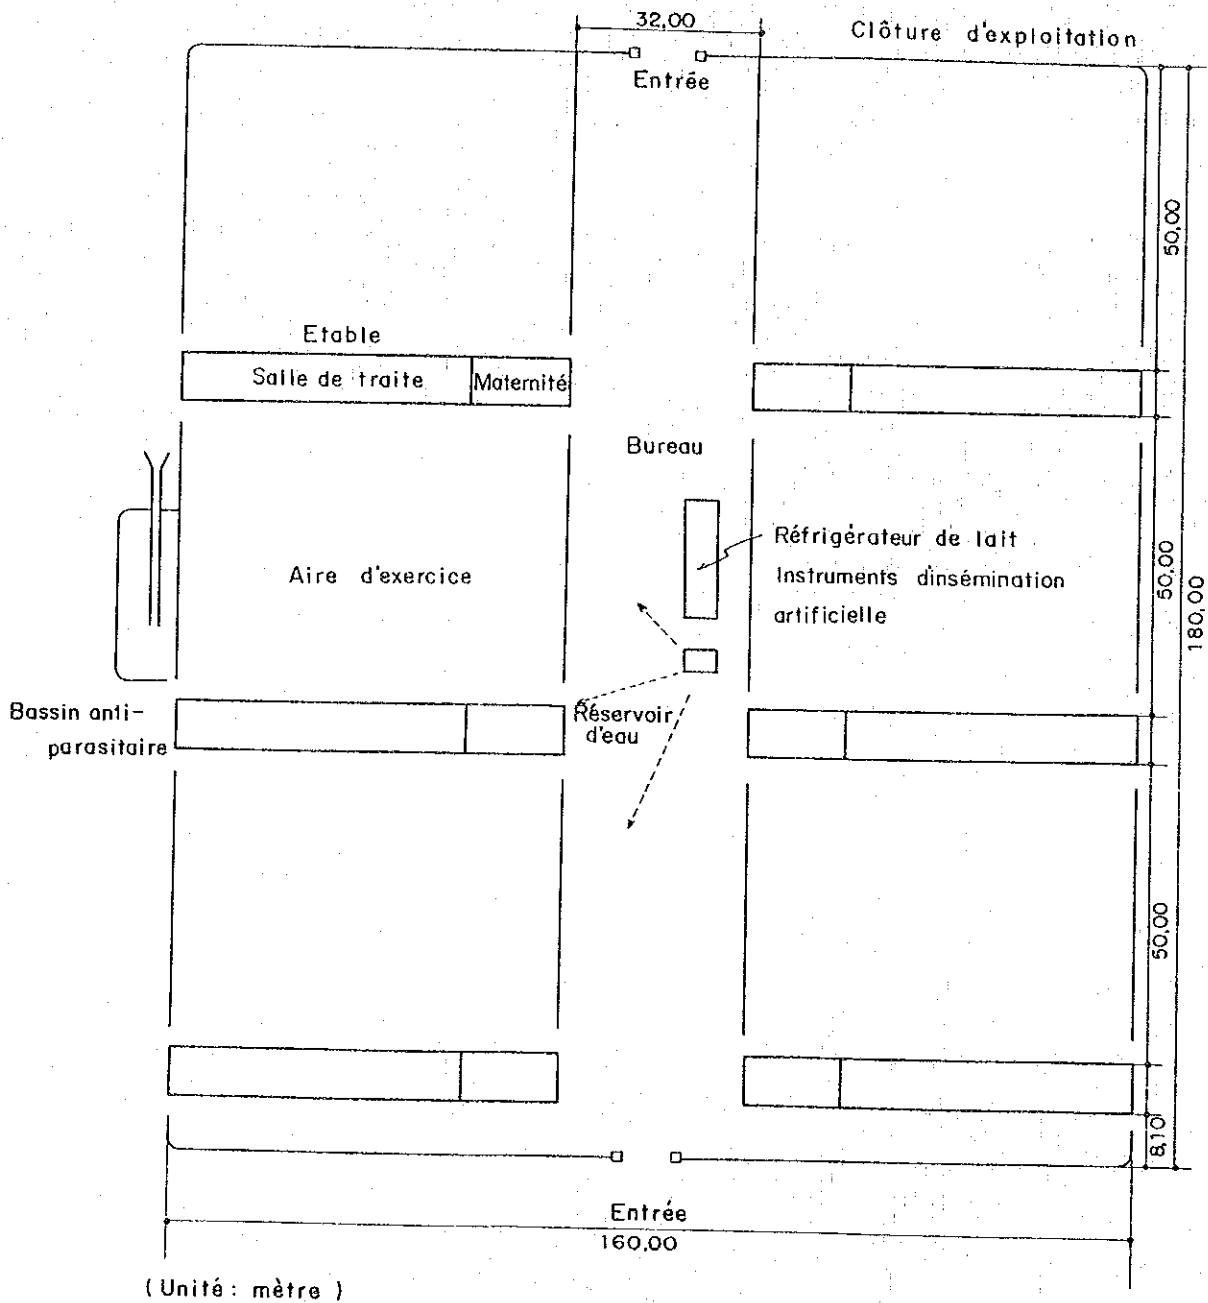 32,00
Clôture d'exploitation
Entrée
50,00
Etable
Salle de traite
Maternité
Bureau
Réfrigérateur de lait
Instruments d'insémination
artificielle
Aire d'exercice
50,00
180,00
Bassin anti-
parasitaire
Réservoir
d'eau
50,00
8,10
Entrée
160,00
(Unité: mètre)